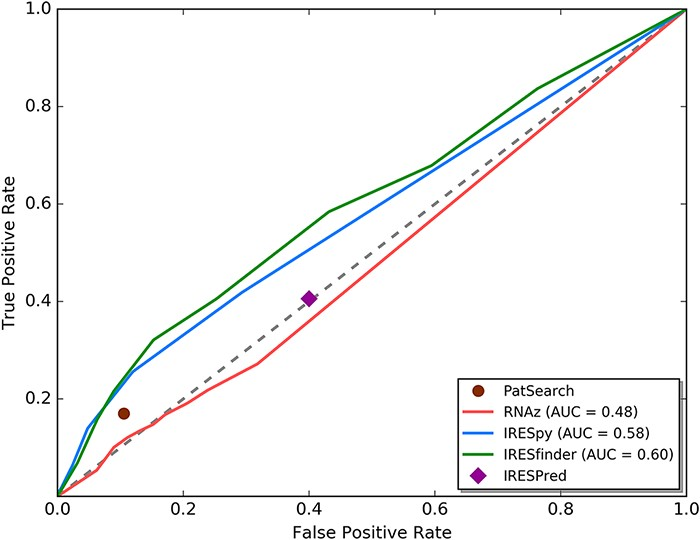 1.0
0.8
0.6
0.4
0.2
0.0
0.2
0.4
0.6
0.8
1.0
True Positive Rate
False Positive Rate
PatSearch
RNAz (AUC = 0.48)
IRESpy (AUC = 0.58)
IRESfinder (AUC = 0.60)
IRESPred